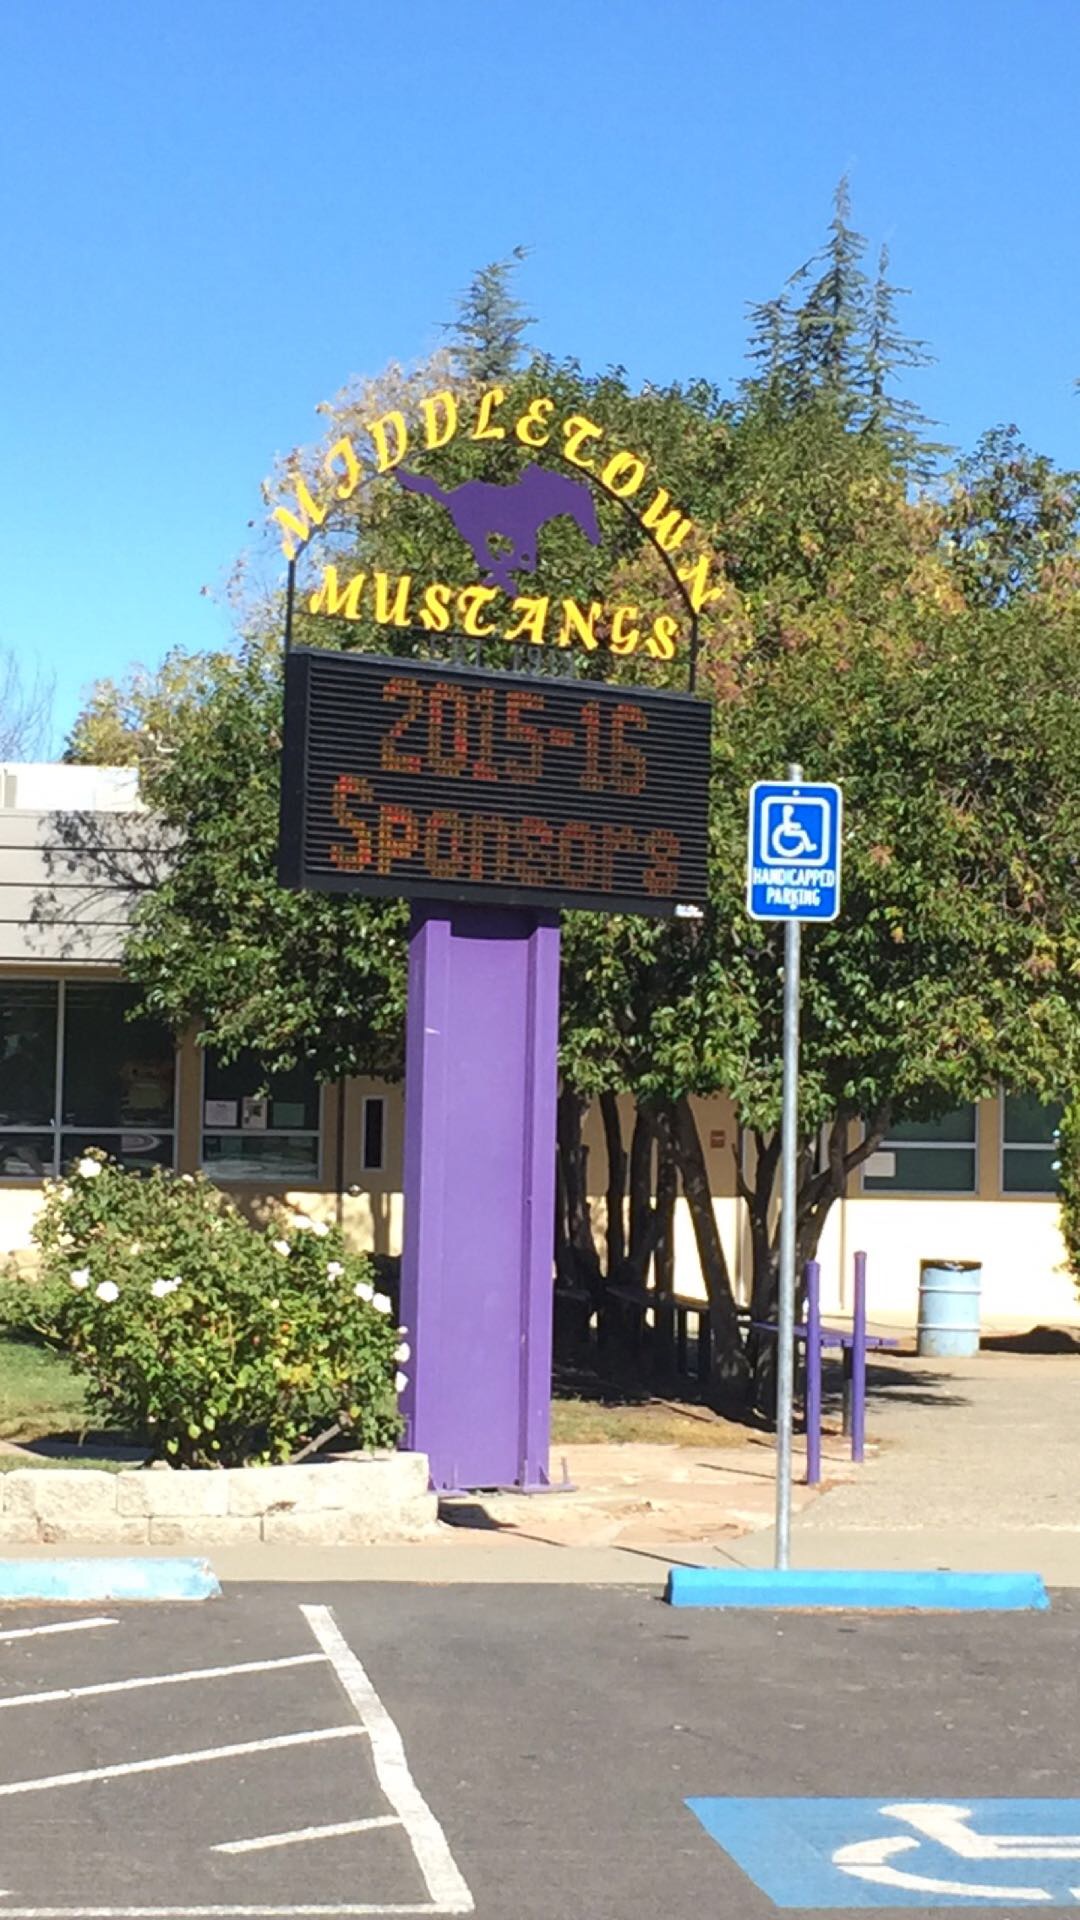 MIDDLETOWN
MUSTANGS
2015-16
Sponsors
HANDICAPPED
PARKING